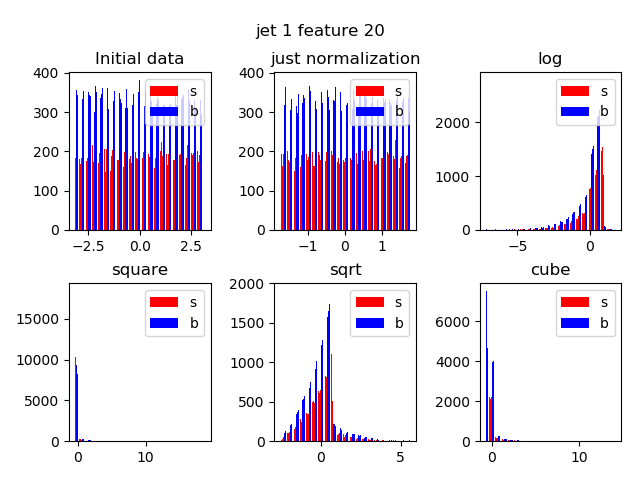 jet 1 feature 20
Initial data
just normalization
log
400
300
200
100
0
−2.5
0.0
2.5
s
b
400
300
200
100
0
−1
0
1
s
b
2000
1000
0
−5
0
s
b
square
sqrt
cube
15000
10000
5000
0
0
10
s
b
2000
1500
1000
500
0
0
5
s
b
6000
4000
2000
0
0
10
s
b